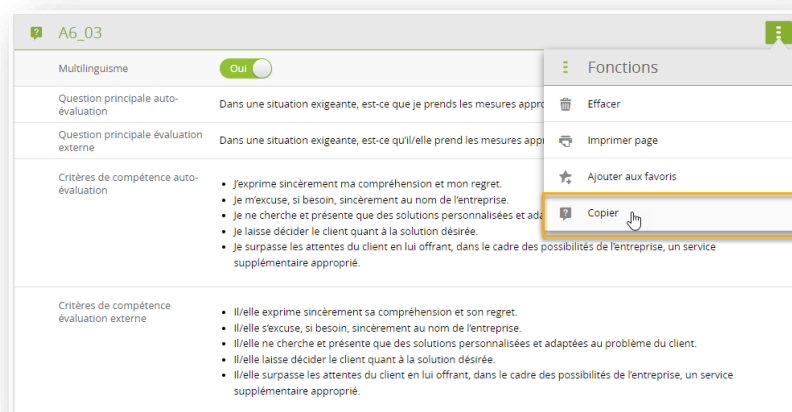 A6_03
Multilinguisme
Oui
Fonctions
Question principale auto-
évaluation
Dans une situation exigeante, est-ce que je prends les mesures appro
Effacer
Question principale évaluation
externe
Dans une situation exigeante, est-ce qu'il/elle prend les mesures appr
Imprimer page
Ajouter aux favoris
Copier
Critères de compétence auto-
évaluation
• J'exprime sincèrement ma compréhension et mon regret.
• Je m'excuse, si besoin, sincèrement au nom de l'entreprise.
• Je ne cherche et présente que des solutions personnalisées et ada
• Je laisse décider le client quant à la solution désirée.
• Je surpasse les attentes du client en lui offrant, dans le cadre des possibilités de l'entreprise, un service
supplémentaire approprié.
Critères de compétence
évaluation externe
• Il/elle exprime sincèrement sa compréhension et son regret.
• Il/elle s'excuse, si besoin, sincèrement au nom de l'entreprise.
• Il/elle ne cherche et présente que des solutions personnalisées et adaptées au problème du client.
• Il/elle laisse décider le client quant à la solution désirée.
• Il/elle surpasse les attentes du client en lui offrant, dans le cadre des possibilités de l'entreprise, un service
supplémentaire approprié.